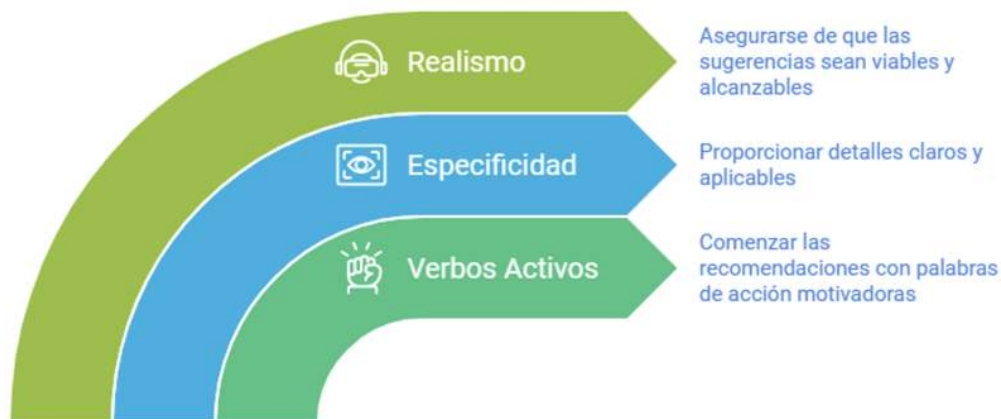 Realismo
Asegurarse de que las
sugerencias sean viables y
alcanzables
Especificidad
Proporcionar detalles claros y
aplicables
Verbos Activos
Comenzar las
recomendaciones con palabras
de acción motivadoras